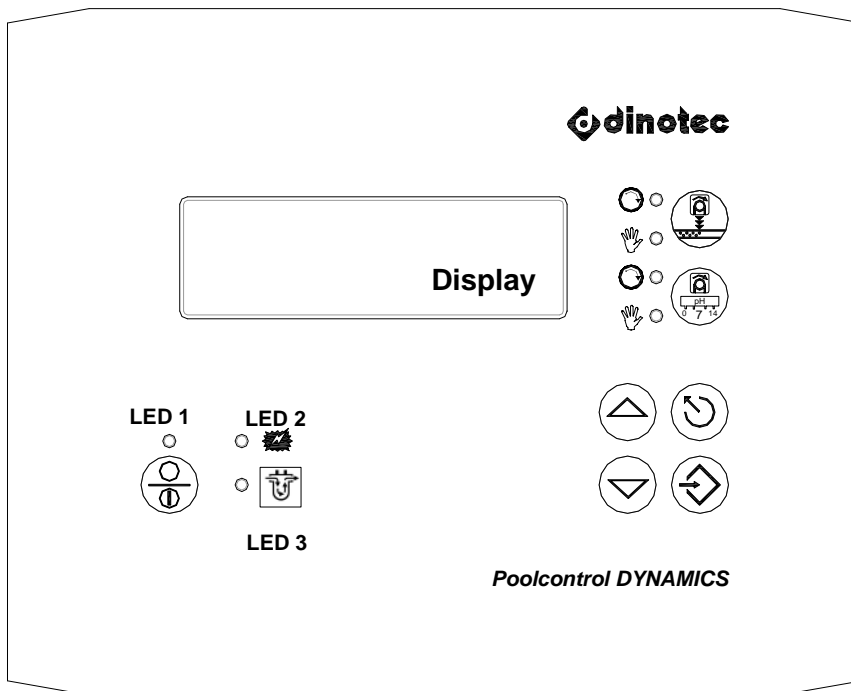 dinotec
Display
pH
0 7 14
LED 1
LED 2
LED 3
Poolcontrol DYNAMICS